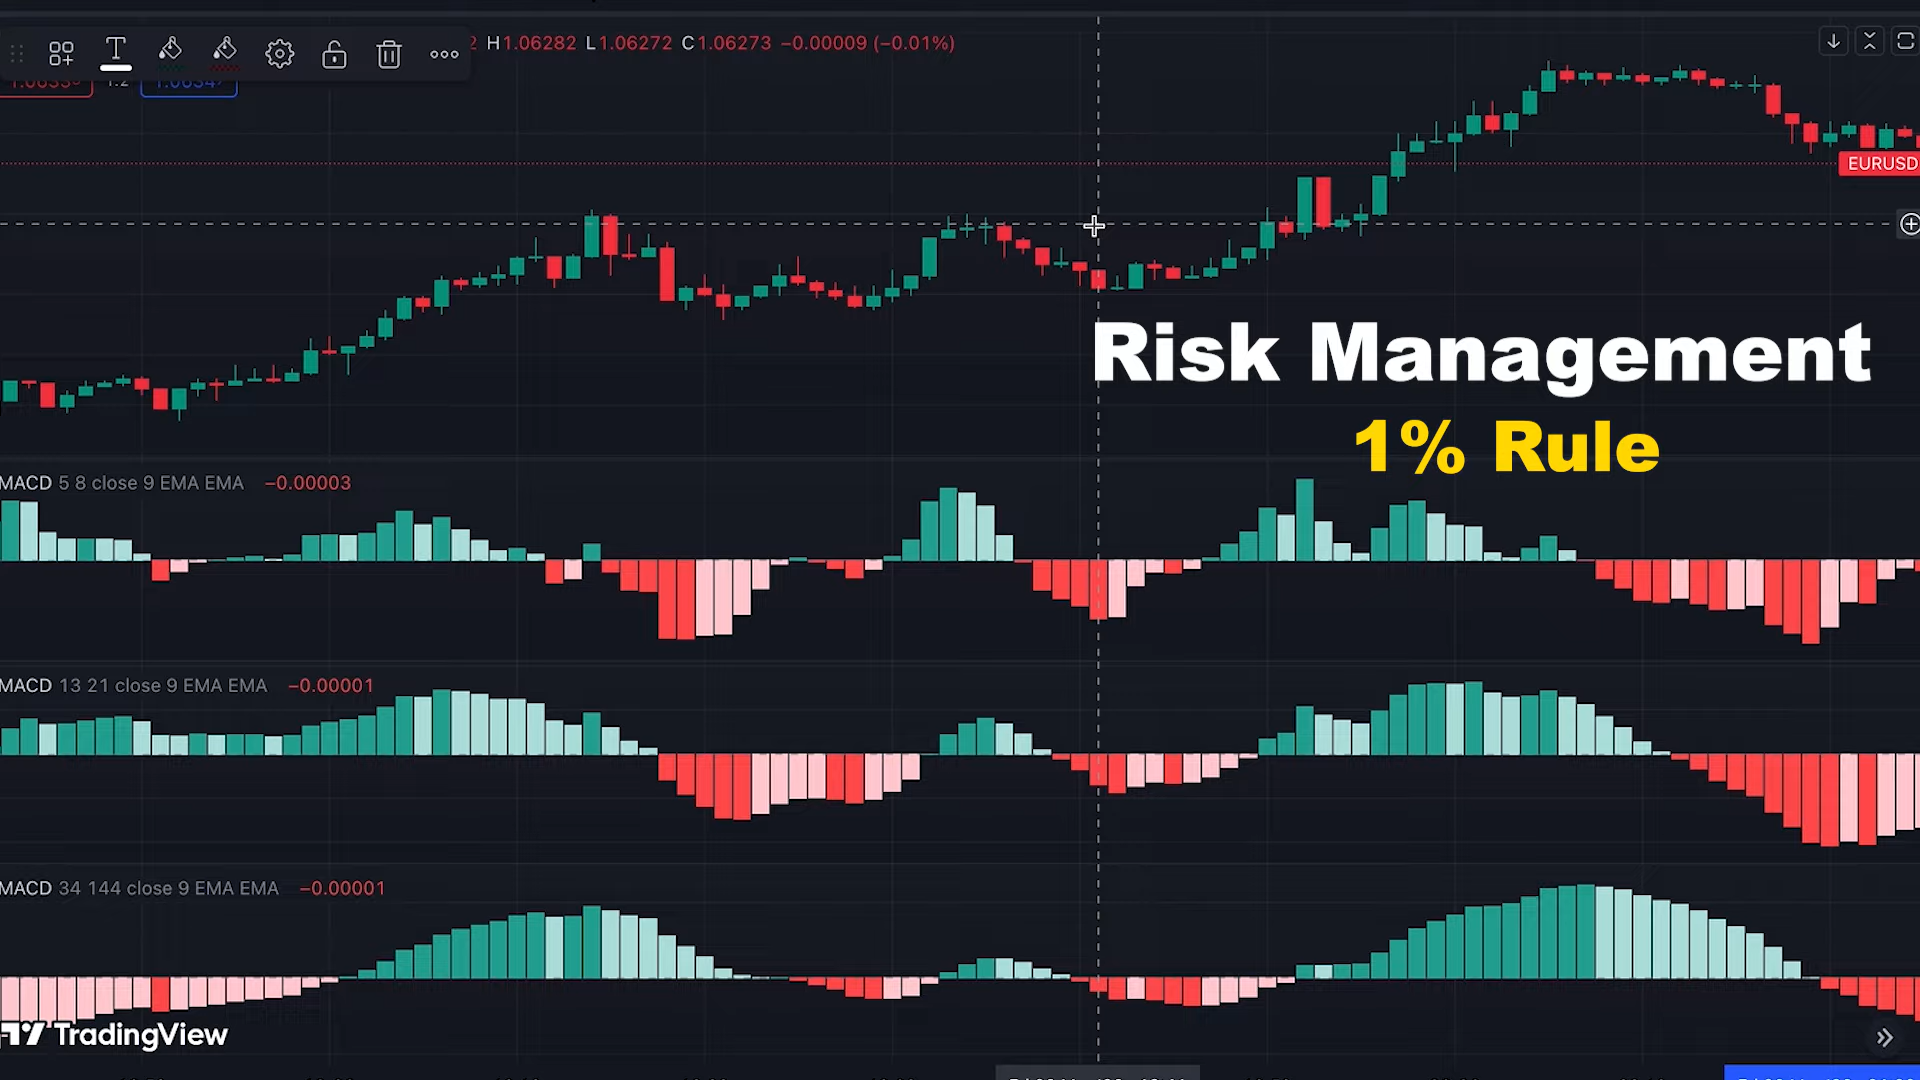 H1.06282 L1.06272 C1.06273 −0.00009 (−0.01%)
1.2
EURUSD
Risk Management
1% Rule
MACD 5 8 close 9 EMA EMA −0.00003
MACD 13 21 close 9 EMA EMA −0.00001
MACD 34 144 close 9 EMA EMA −0.00001
TradingView